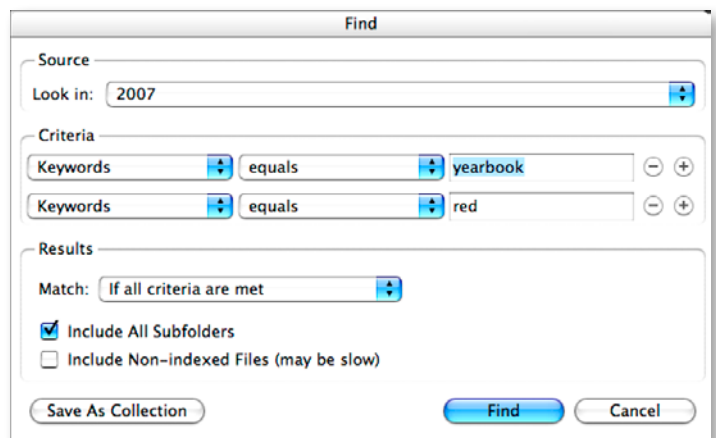 Find
Source
Look in: 2007
Criteria
Keywords equals yearbook
Keywords equals red
Results
Match: If all criteria are met
Include All Subfolders
Include Non-indexed Files (may be slow)
Save As Collection Find Cancel